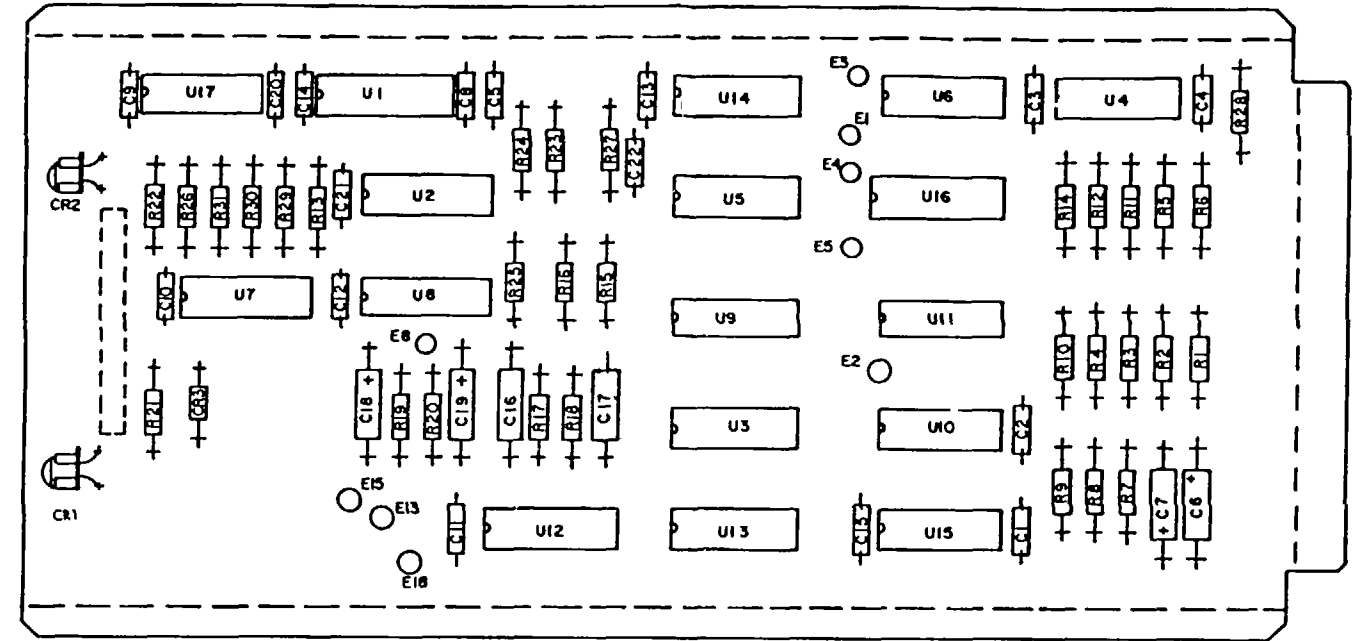 C9 U17 C20 C14 U1 C8 C5 C13 U14 E3 U6 C3 U4 C4 R28
E1
R24 R23 R27 C22
E4
CR2 R22 R26 R31 R30 R29 R13 C21 U2 U5 U16 R14 R12 R11 R5 R6
E5
C10 U7 C12 U8 R25 R16 R15 U9 U11
E8
E2 R10 R4 R3 R2 R1
R21 CR3 C18 + R19 R20 C19 + C16 R17 R18 C17 U3 U10 C2
CR1 E15 R9 R8 R7 + C7 C6 +
E13 C11 U12 U13 C15 U15 C1
E16